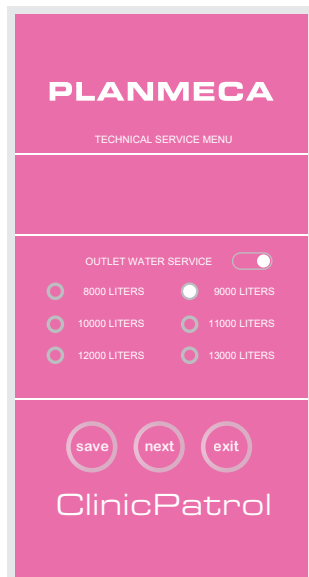 PLANMECA
TECHNICAL SERVICE MENU
OUTLET WATER SERVICE
8000 LITERS 9000 LITERS
10000 LITERS 11000 LITERS
12000 LITERS 13000 LITERS
save next exit
ClinicPatrol